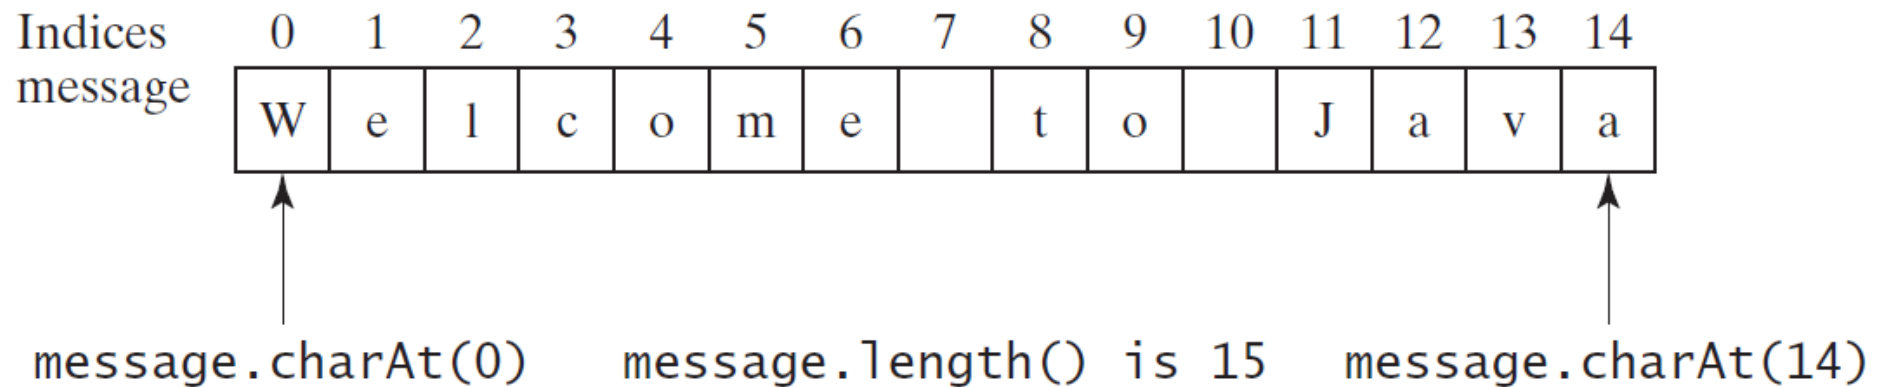 Indices 0 1 2 3 4 5 6 7 8 9 10 11 12 13 14
message
W e l c o m e t o J a v a
message.charAt(0) message.length() is 15 message.charAt(14)